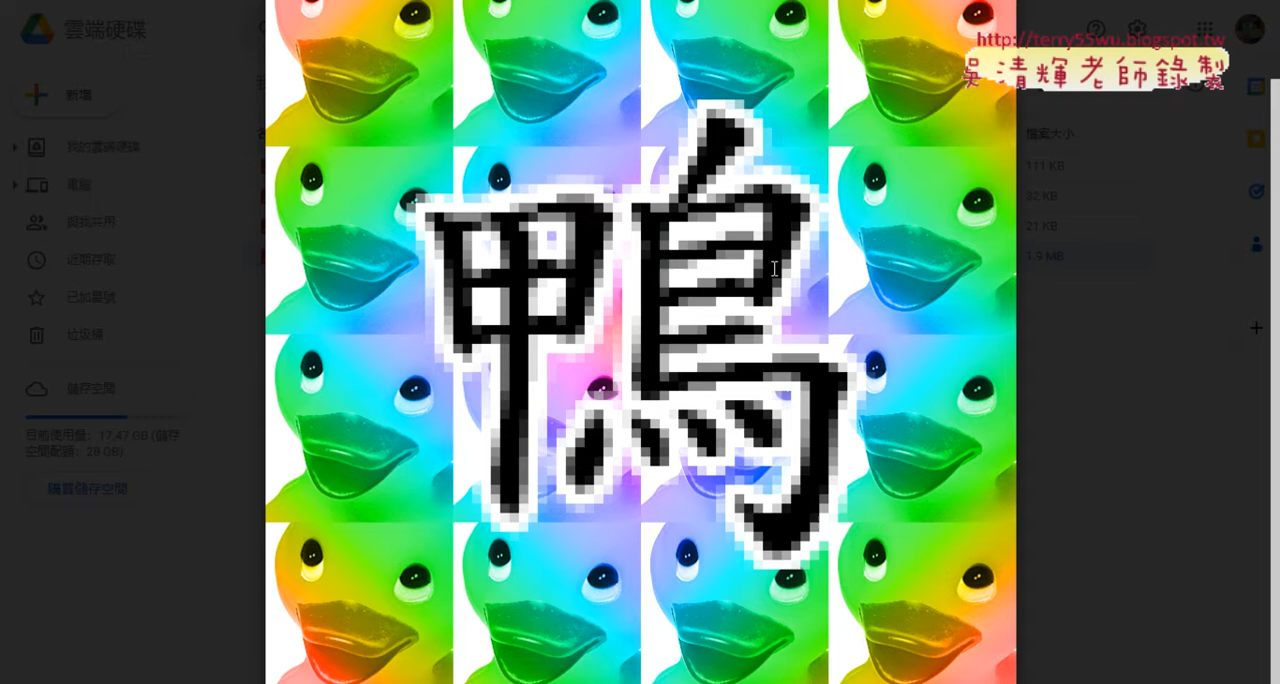 雲端硬碟
http://terry55wu.blogspot.tw
吳清輝老師錄製
新增
檔案大小
我的雲端硬碟
111 KB
電腦
32 KB
與我共用
21 KB
近期存取
1.9 MB
已加星號
垃圾桶
儲存空間
目前使用量：17.47 GB (儲存
空間配額：28 GB)
購買儲存空間
鴨